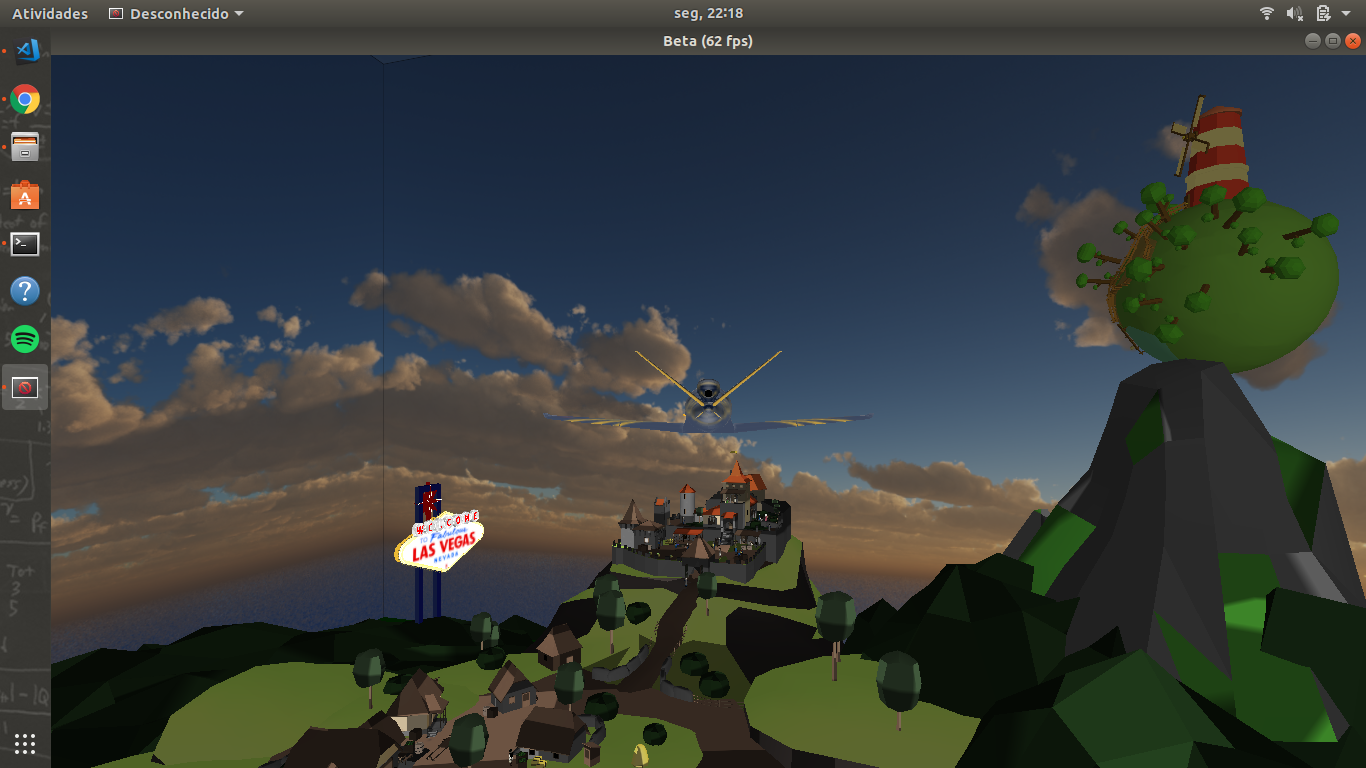 Atividades
Desconhecido
seg, 22:18
Beta (62 fps)
WELCOME
TO Fabulous
LAS VEGAS
NEVADA